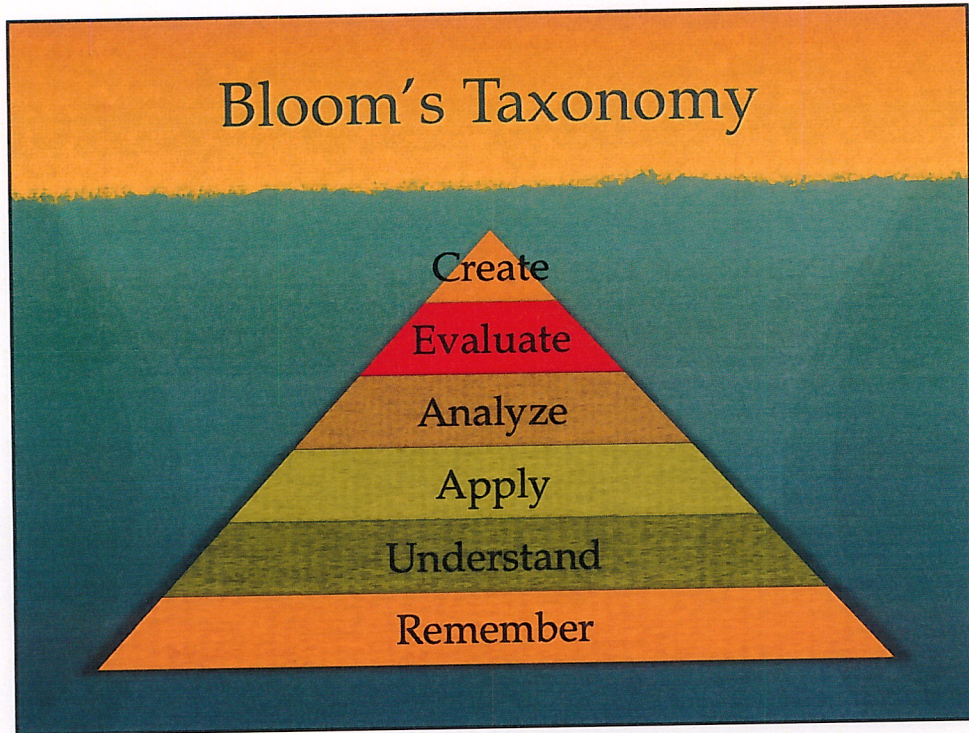 Bloom's Taxonomy
Create
Evaluate
Analyze
Apply
Understand
Remember